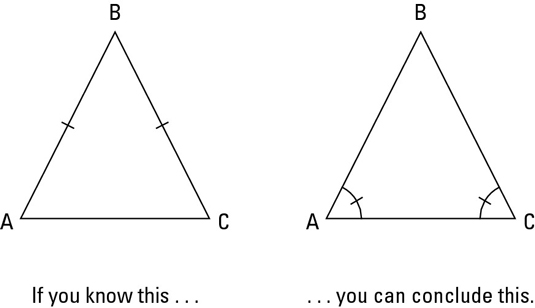 B
B
A
C
A
C
If you know this . . .
. . . you can conclude this.